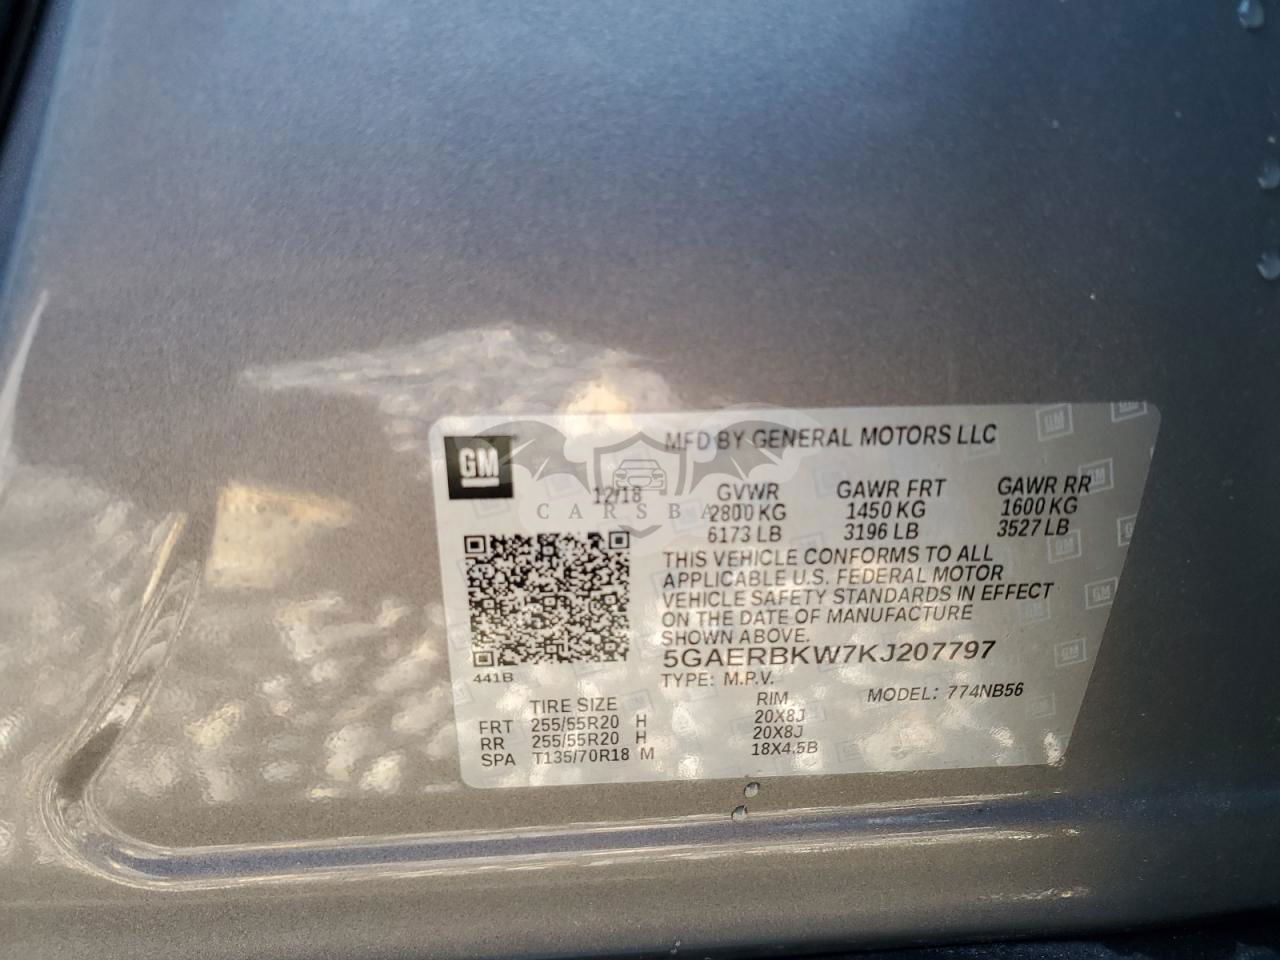 MFD BY GENERAL MOTORS LLC
GM
12/18
GVWR GAWR FRT GAWR RR
2800 KG 1450 KG 1600 KG
6173 LB 3196 LB 3527 LB
CARSBA
THIS VEHICLE CONFORMS TO ALL
APPLICABLE U.S. FEDERAL MOTOR
VEHICLE SAFETY STANDARDS IN EFFECT
ON THE DATE OF MANUFACTURE
SHOWN ABOVE.
5GAERBKW7KJ207797
441B
TYPE: M.P.V.
MODEL: 774NB56
TIRE SIZE RIM
FRT 255/55R20 H 20X8J
RR 255/55R20 H 20X8J
SPA T135/70R18 M 18X4.5B